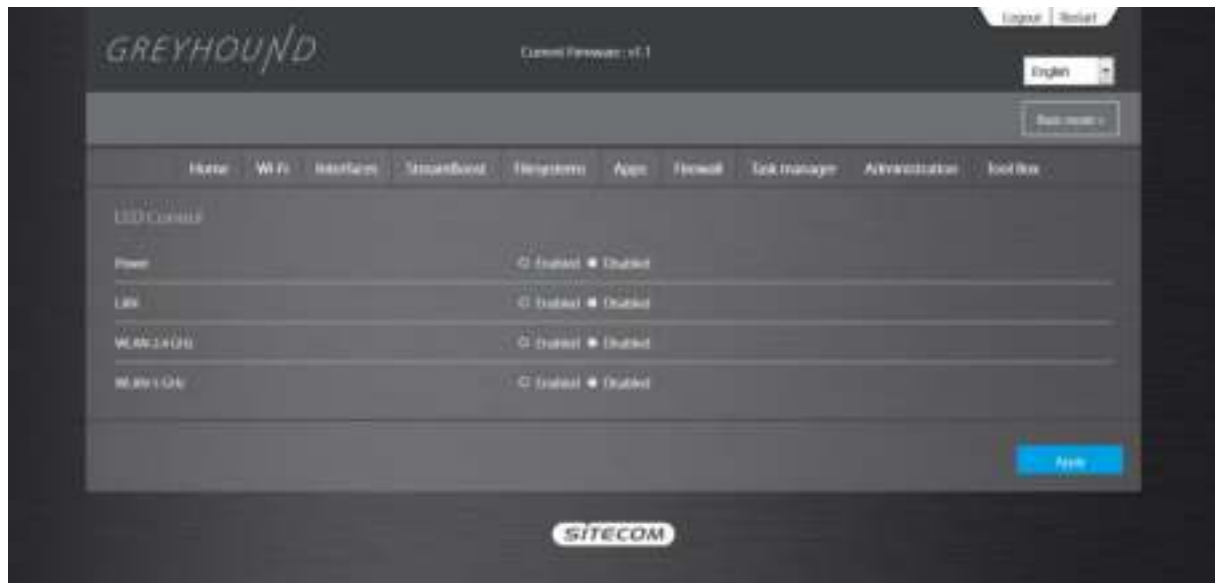 Logout Restart
GREYHOUND
Current Firmware : v1.1
English
Basic mode >
Home Wi-Fi Interfaces StreamBoost Filesystems Apps Firewall Task manager Administration Tool Box
LED Control
Power Enabled Disabled
LAN Enabled Disabled
WLAN 2.4 GHz Enabled Disabled
WLAN 5 GHz Enabled Disabled
Apply
SITECOM